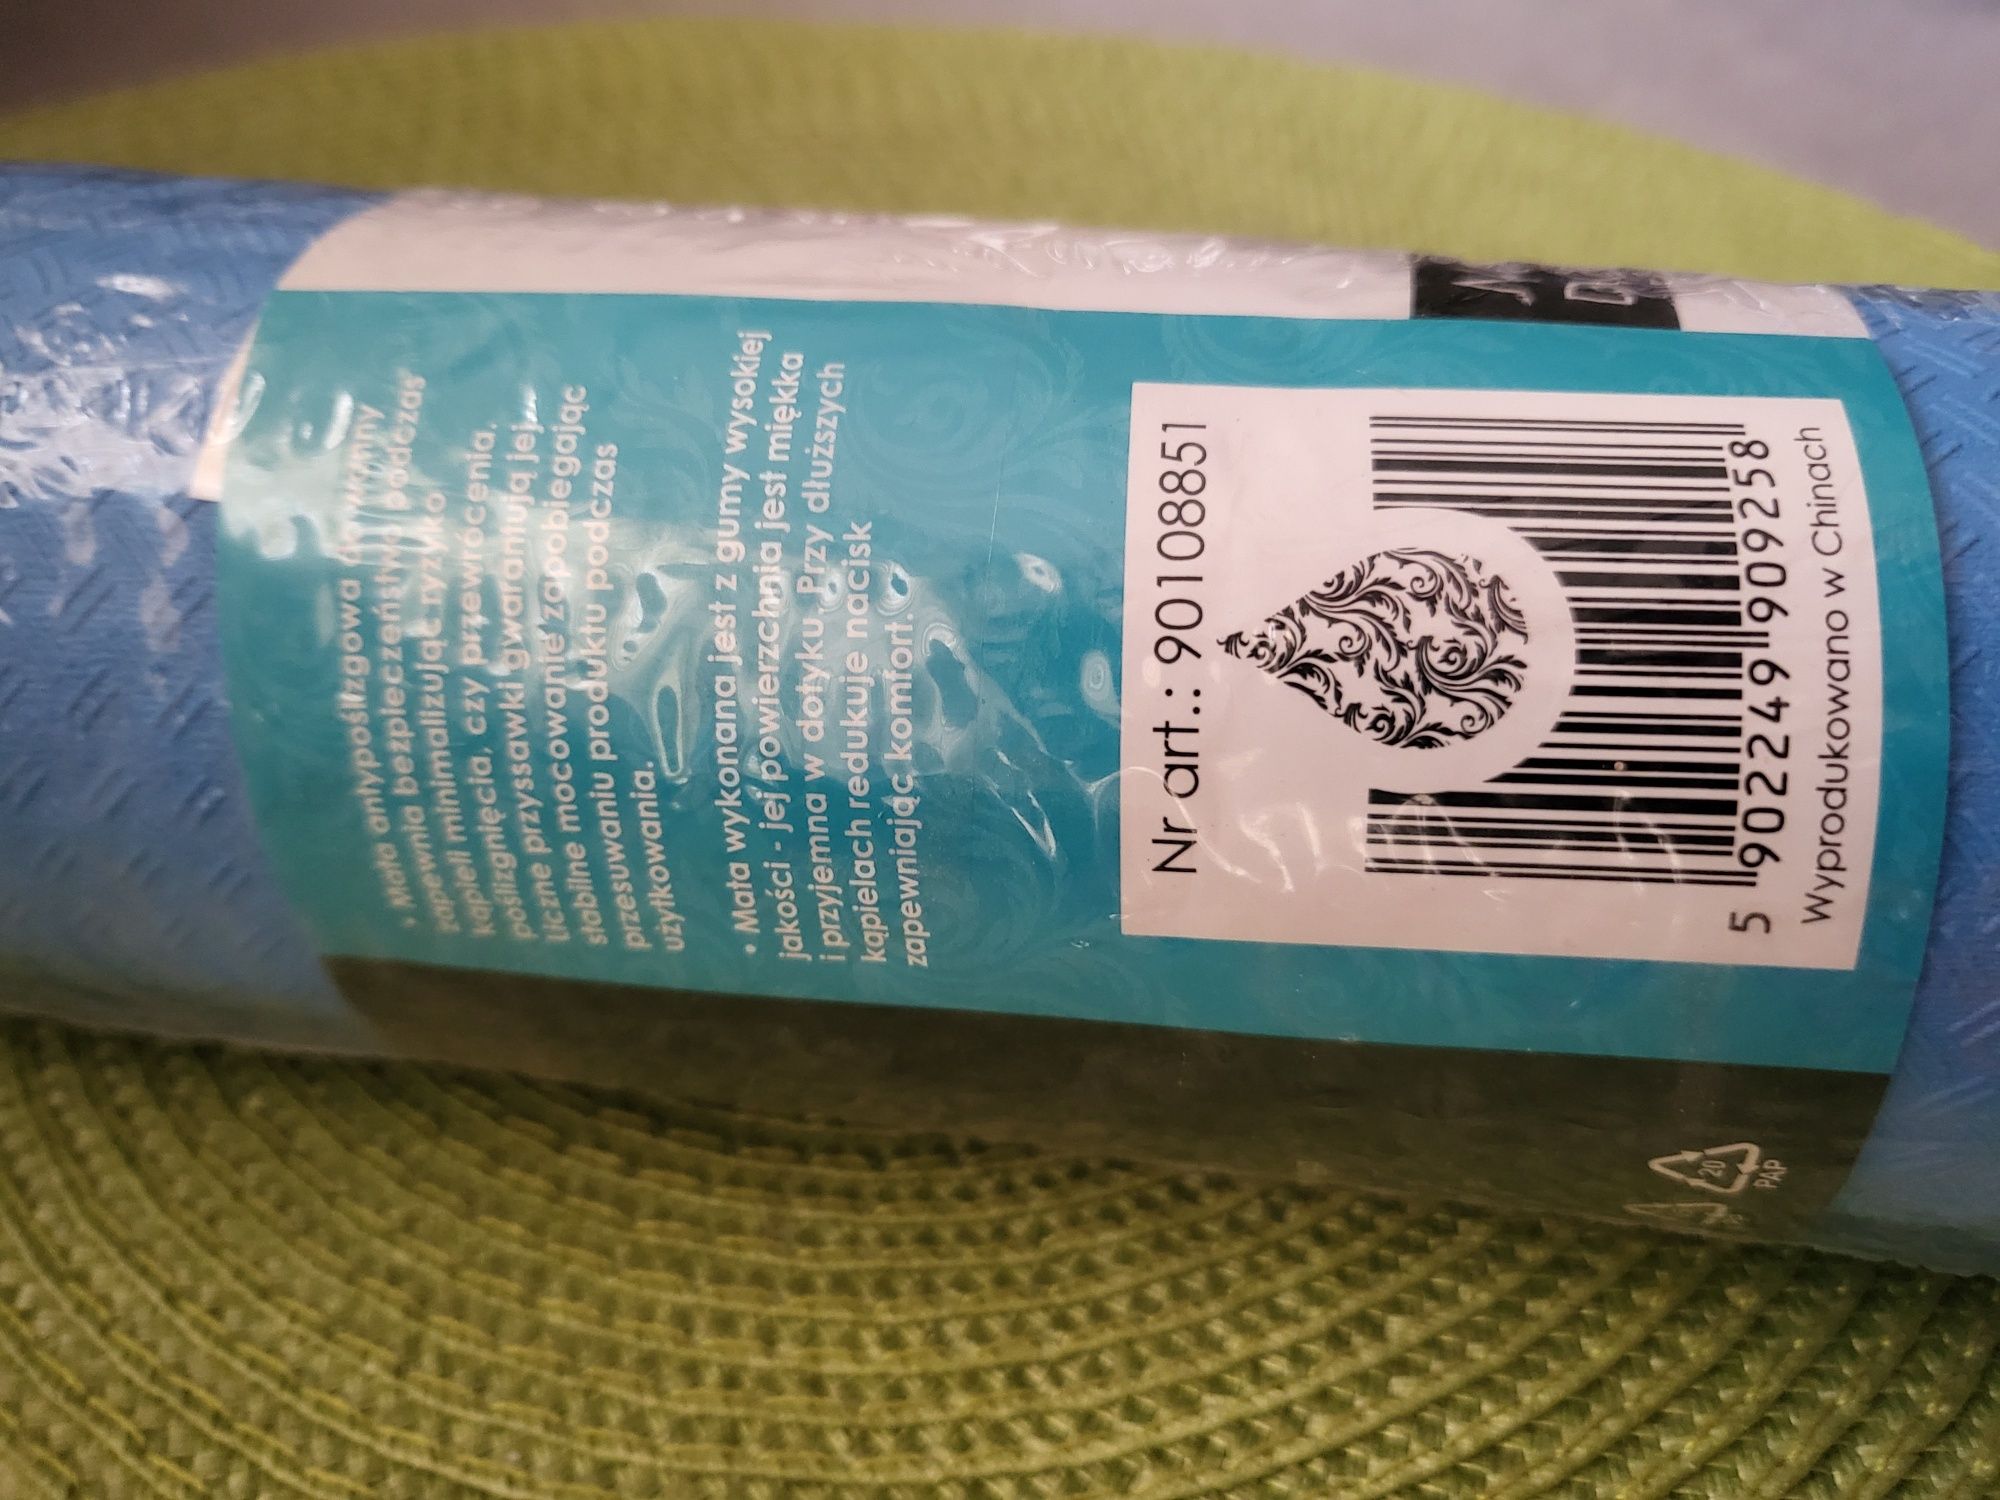 • Mata antypoślizgowa do wanny
zapewnia bezpieczeństwo podczas
kąpieli minimalizując ryzyko
poślizgnięcia, czy przewrócenia.
Liczne przyssawki gwarantują jej
stabilne mocowanie zapobiegając
przesuwaniu produktu podczas
użytkowania.
• Mata wykonana jest z gumy wysokiej
jakości - jej powierzchnia jest miękka
i przyjemna w dotyku. Przy dłuższych
kąpielach redukuje nacisk
zapewniając komfort.
Nr art.: 90108851
5 902249 909258
Wyprodukowano w Chinach
20
PAP